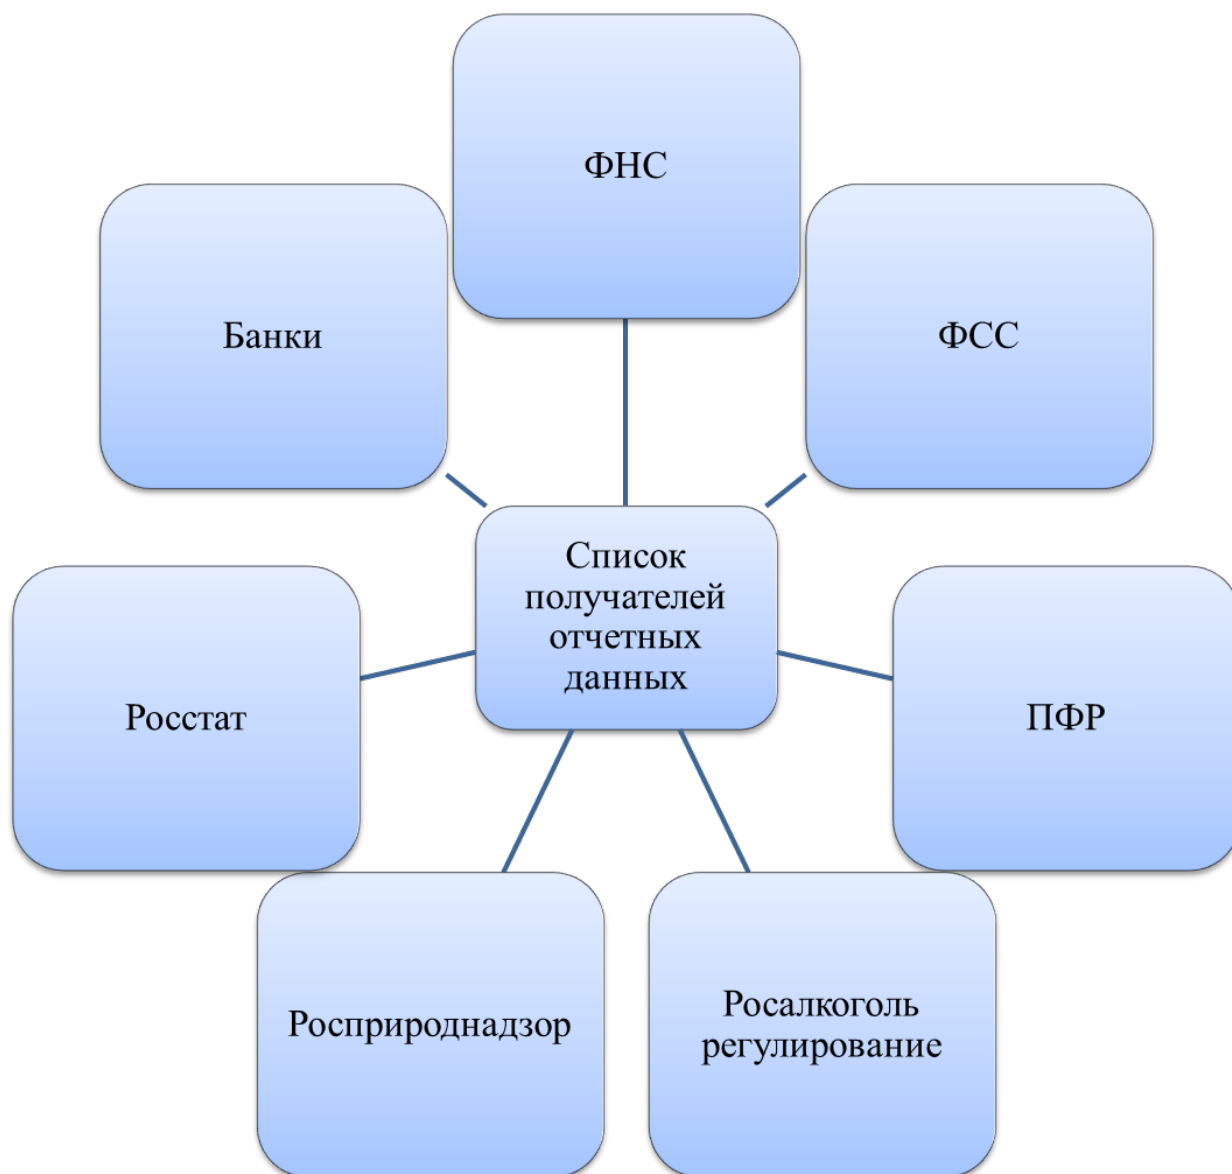 ФНС
Банки
ФСС
Список
получателей
отчетных
данных
Росстат
ПФР
Росприроднадзор
Росалкоголь
регулирование